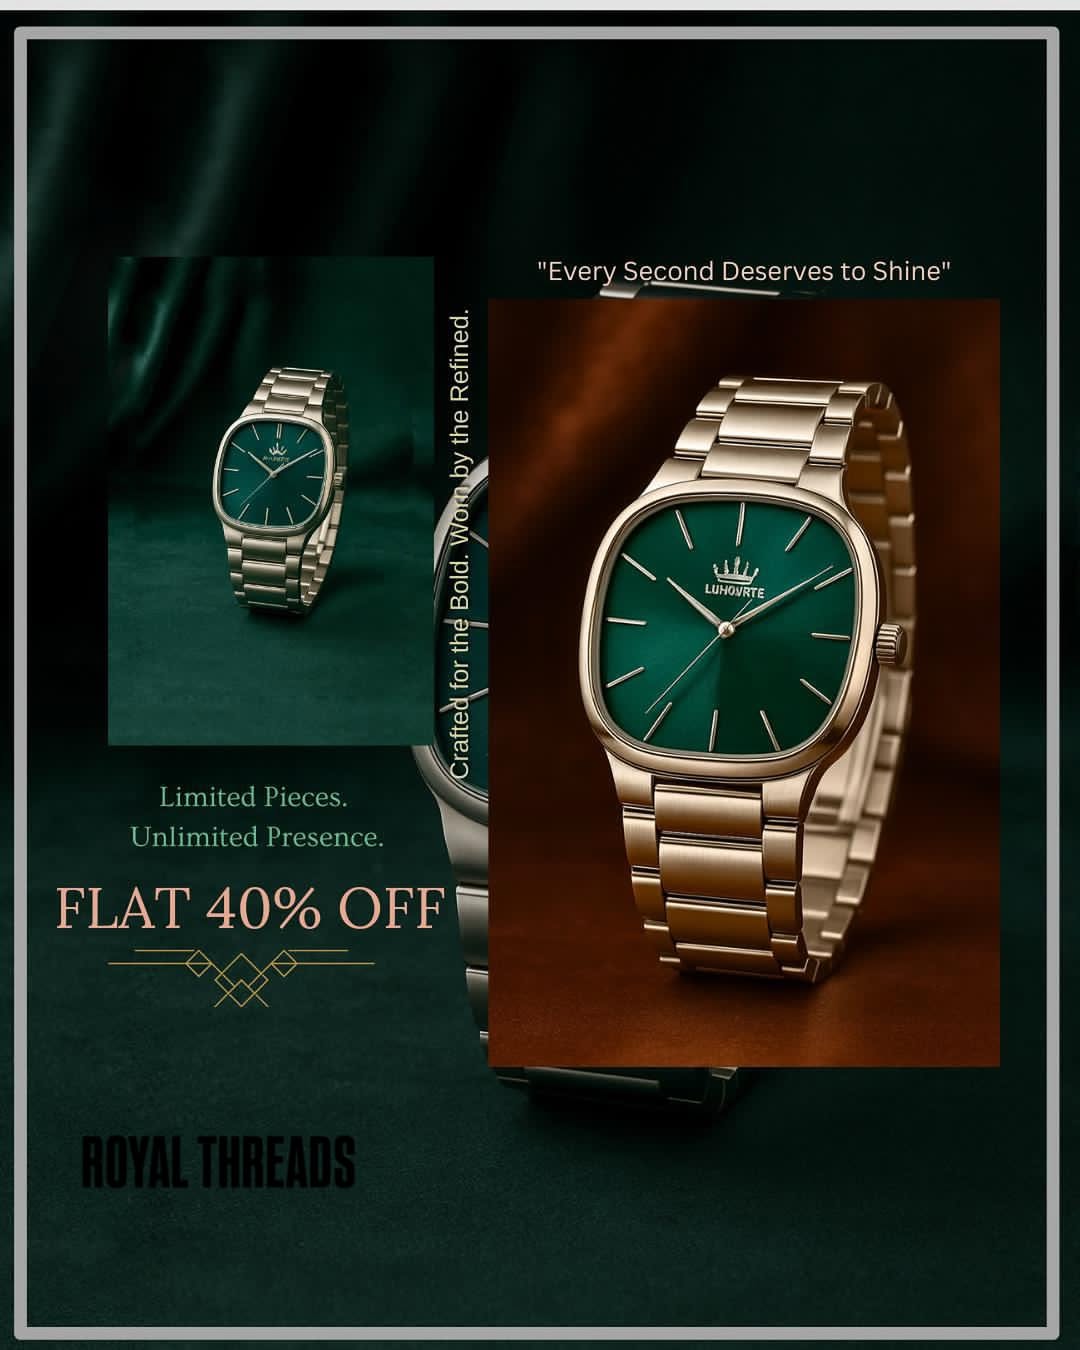 "Every Second Deserves to Shine"
Crafted for the Bold. Worn by the Refined.
LUHOVRTE
Limited Pieces.
Unlimited Presence.
FLAT 40% OFF
ROYAL THREADS